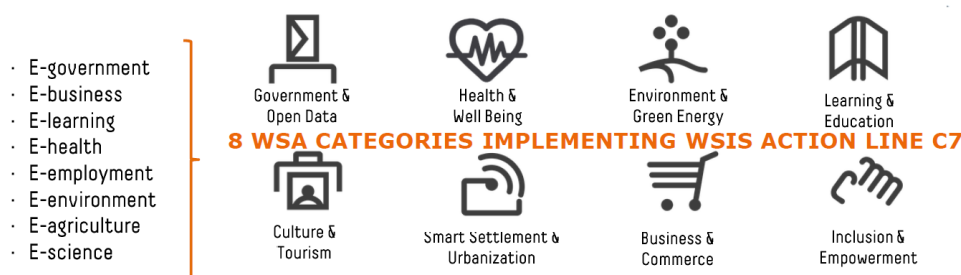 · E-government
· E-business
· E-learning
· E-health
· E-employment
· E-environment
· E-agriculture
· E-science
Government &
Open Data
Health &
Well Being
Environment &
Green Energy
Learning &
Education
8 WSA CATEGORIES IMPLEMENTING WSIS ACTION LINE C7
Culture &
Tourism
Smart Settlement &
Urbanization
Business &
Commerce
Inclusion &
Empowerment